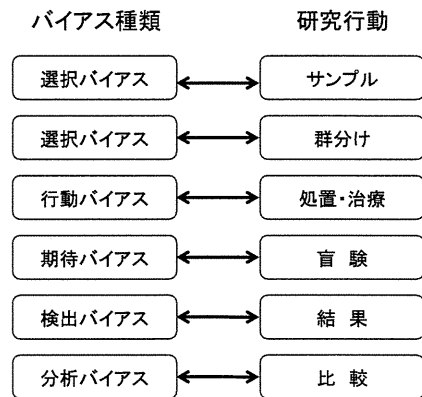 バイアス種類 研究行動
選択バイアス サンプル
選択バイアス 群分け
行動バイアス 処置・治療
期待バイアス 盲 験
検出バイアス 結 果
分析バイアス 比 較